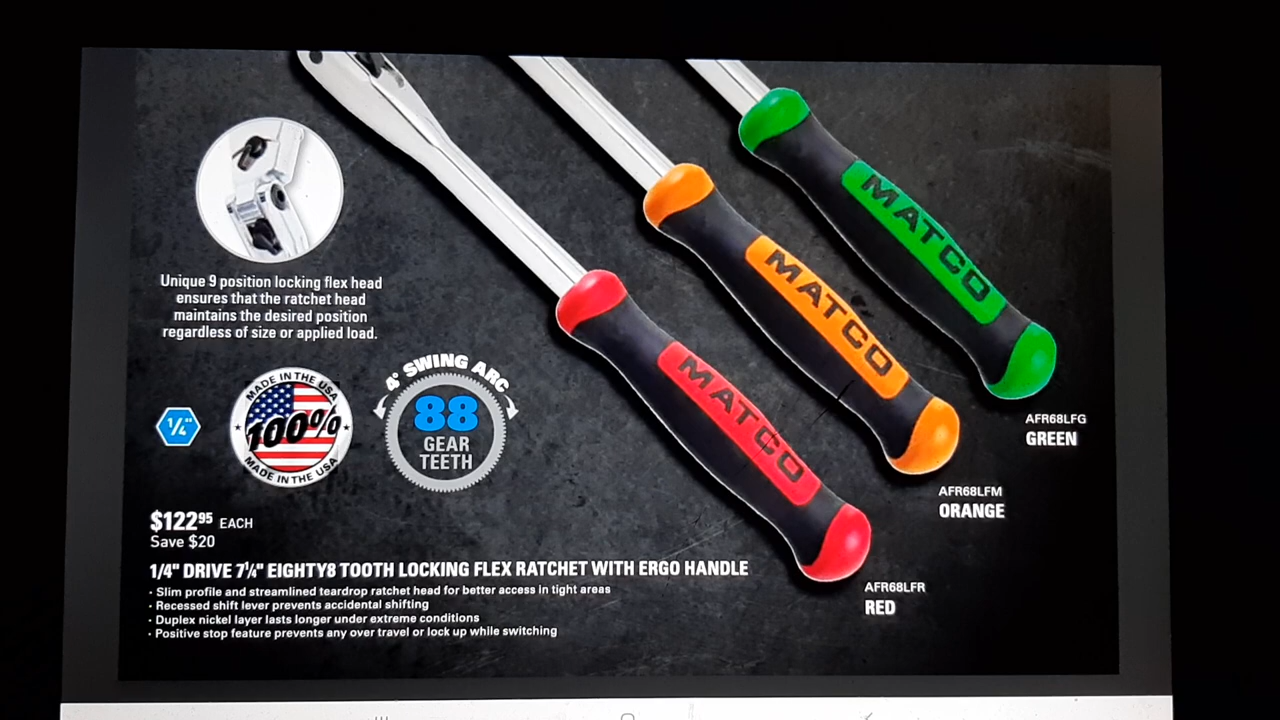 MATCO
MATCO
MATCO
Unique 9 position locking flex head
ensures that the ratchet head
maintains the desired position
regardless of size or applied load.
1/4"
MADE IN THE USA
100%
MADE IN THE USA
4° SWING ARC
88
GEAR
TEETH
AFR68LFG
GREEN
AFR68LFM
ORANGE
AFR68LFR
RED
$122⁹⁵ EACH
Save $20
1/4" DRIVE 7¼" EIGHTY8 TOOTH LOCKING FLEX RATCHET WITH ERGO HANDLE
· Slim profile and streamlined teardrop ratchet head for better access in tight areas
· Recessed shift lever prevents accidental shifting
· Duplex nickel layer lasts longer under extreme conditions
· Positive stop feature prevents any over travel or lock up while switching